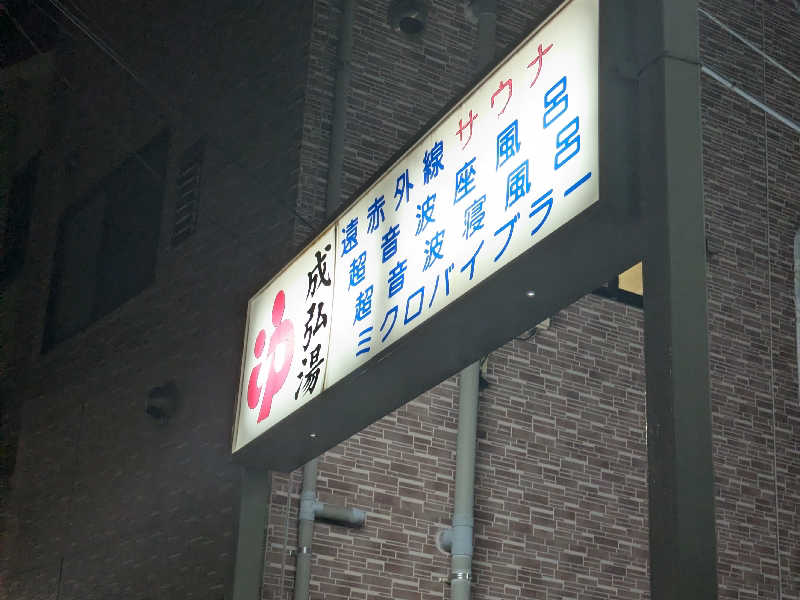 ゆ
成弘湯
遠赤外線サウナ
超音波座風呂
超音波寝風呂
ミクロバイブラー